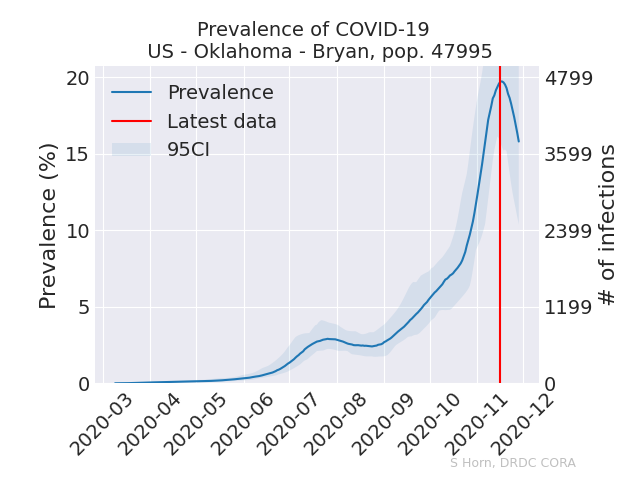 Prevalence of COVID-19
US - Oklahoma - Bryan, pop. 47995
Prevalence
Latest data
95CI
Prevalence (%)
20
15
10
5
0
4799
3599
2399
1199
0
# of infections
2020-03
2020-04
2020-05
2020-06
2020-07
2020-08
2020-09
2020-10
2020-11
2020-12
S Horn, DRDC CORA